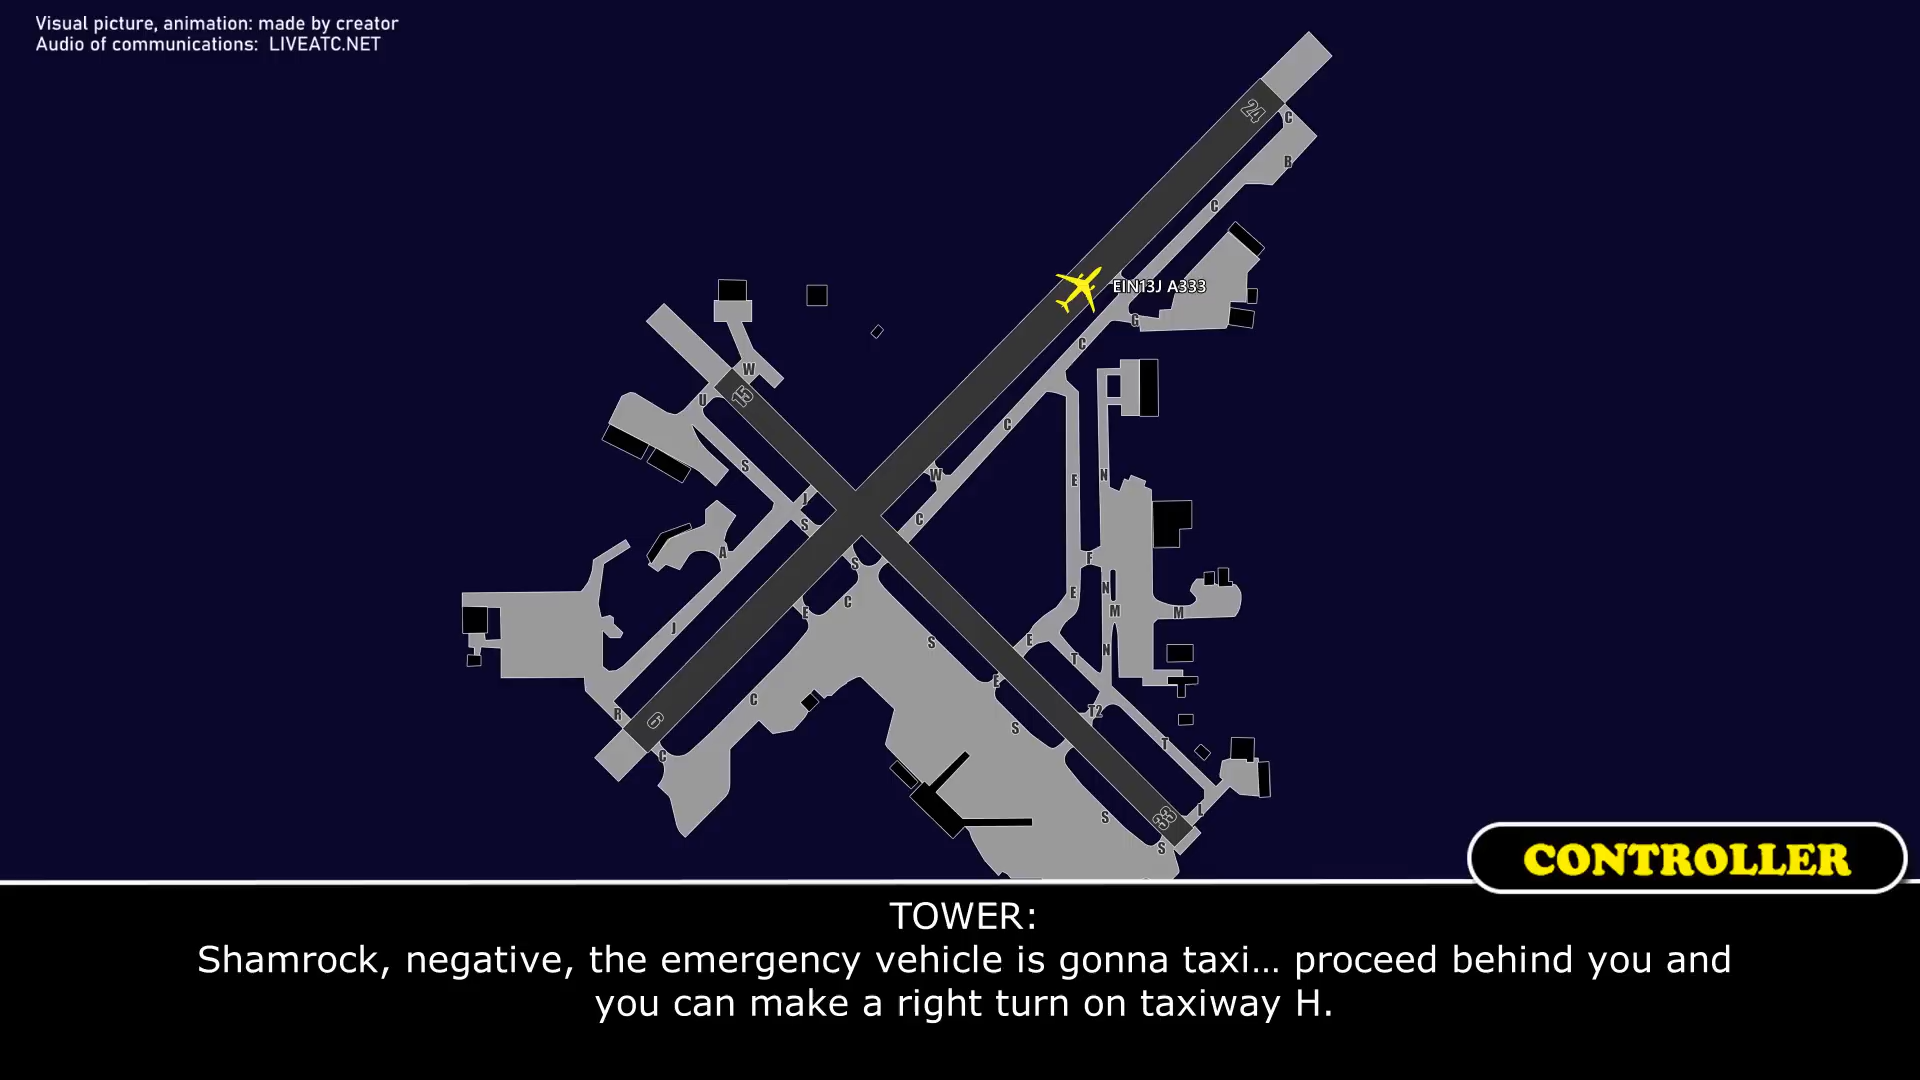 Visual picture, animation: made by creator
Audio of communications: LIVEATC.NET
24
C
B
C
EIN13J A333
G
C
W
15
U
C
S
W
E
N
J
S
C
A
F
S
E
N
C
E
M
M
J
S
E
T
N
E
C
R
6
S
T2
T
C
L
33
S
S
CONTROLLER
TOWER:
Shamrock, negative, the emergency vehicle is gonna taxi... proceed behind you and
you can make a right turn on taxiway H.